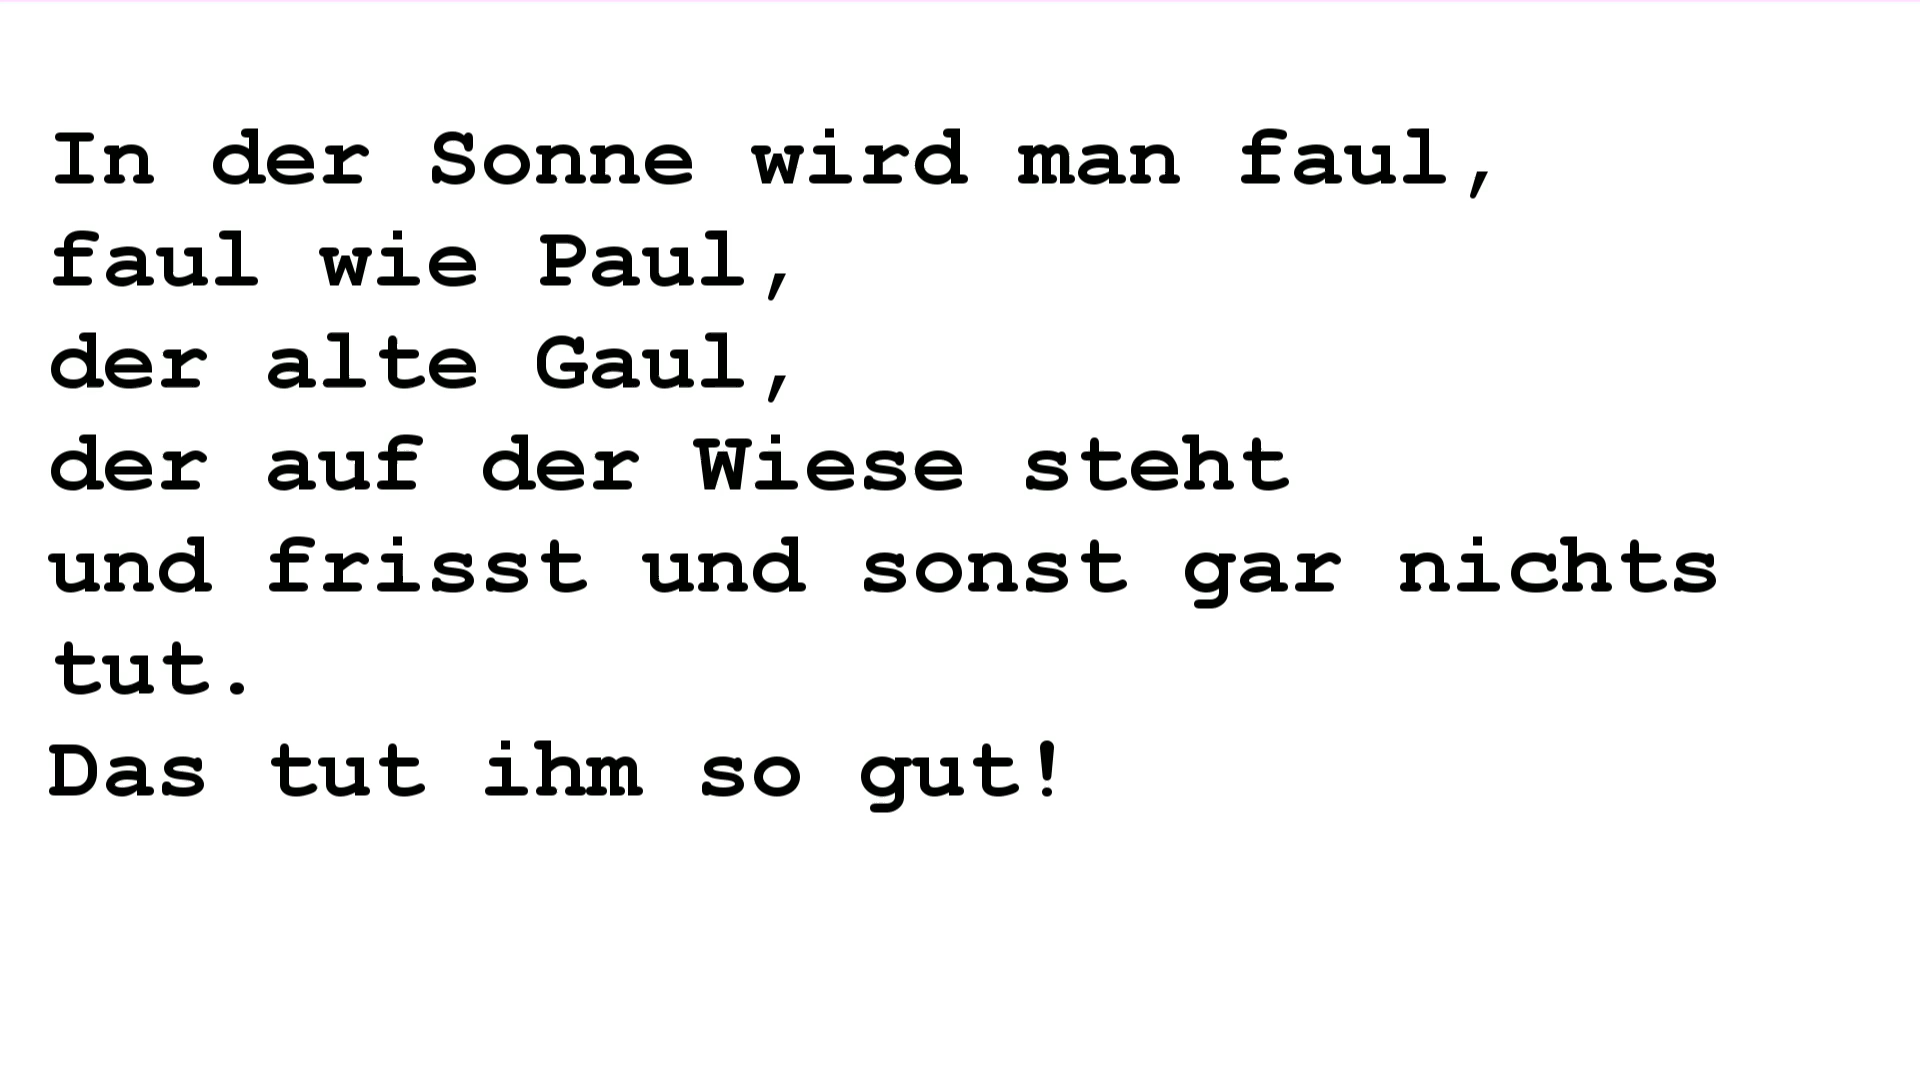 In der Sonne wird man faul,
faul wie Paul,
der alte Gaul,
der auf der Wiese steht
und frisst und sonst gar nichts
tut.
Das tut ihm so gut!